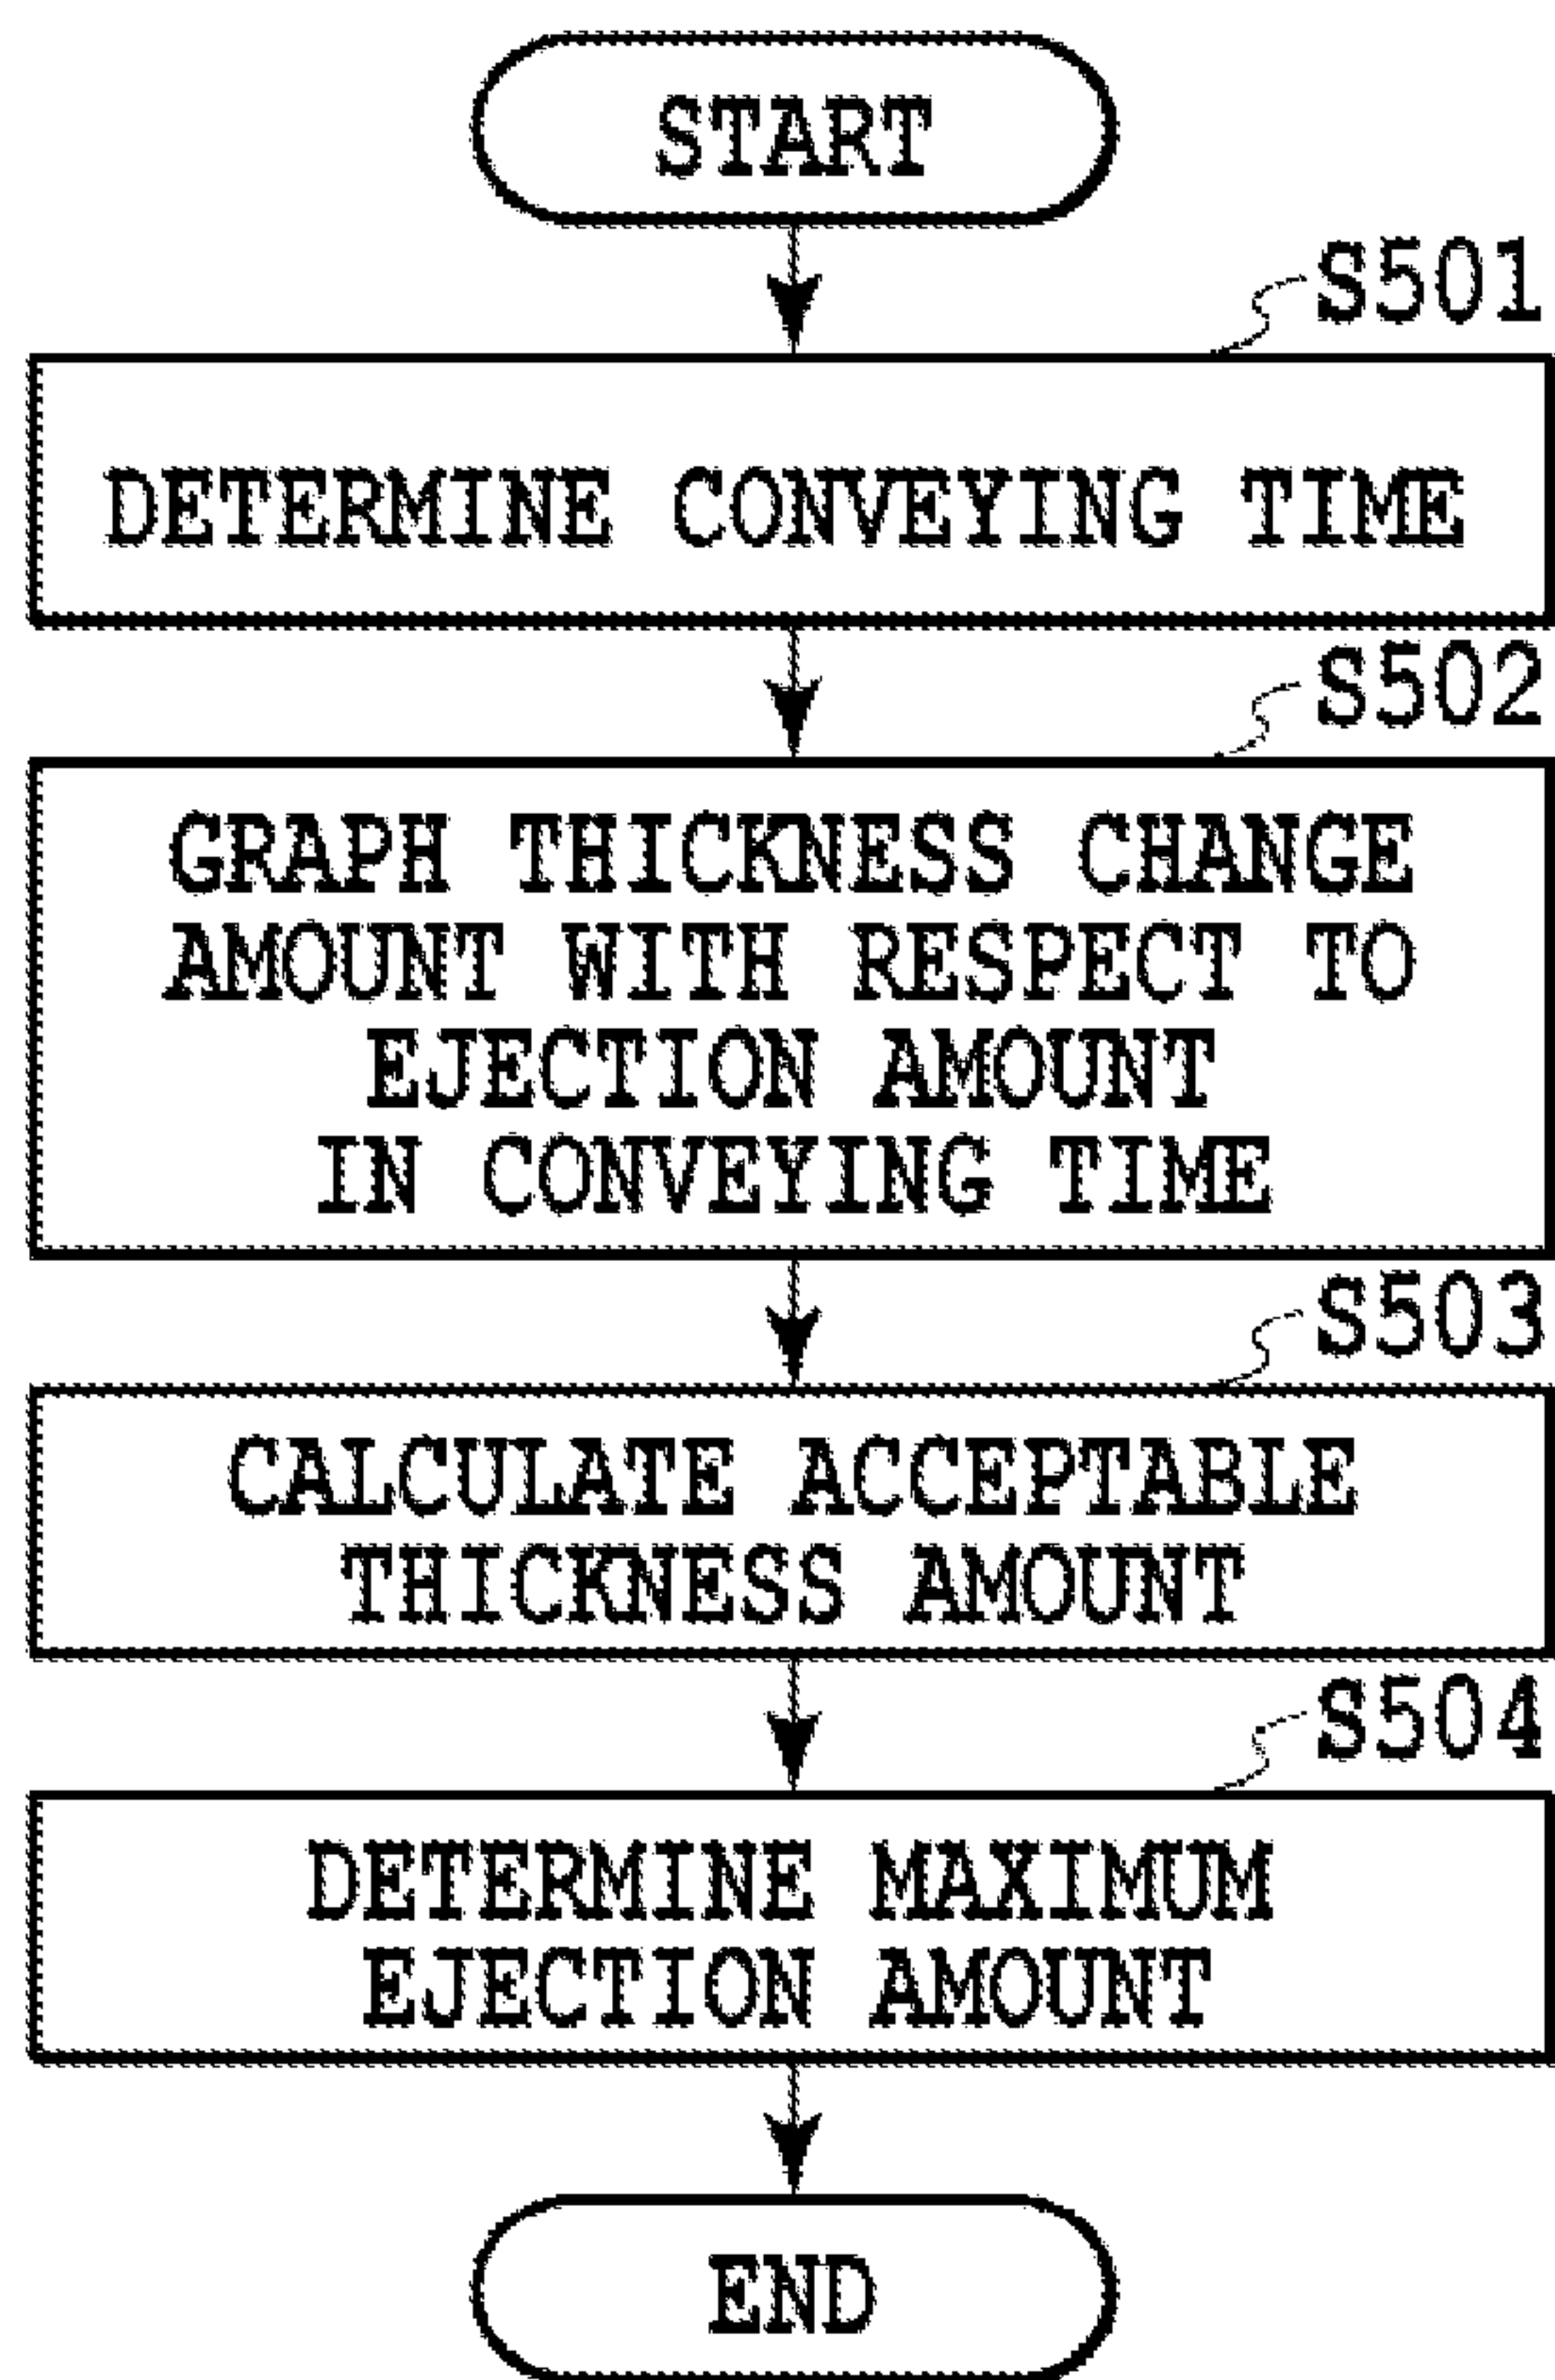 START
S501
DETERMINE CONVEYING TIME
S502
GRAPH THICKNESS CHANGE
AMOUNT WITH RESPECT TO
EJECTION AMOUNT
IN CONVEYING TIME
S503
CALCULATE ACCEPTABLE
THICKNESS AMOUNT
S504
DETERMINE MAXIMUM
EJECTION AMOUNT
END